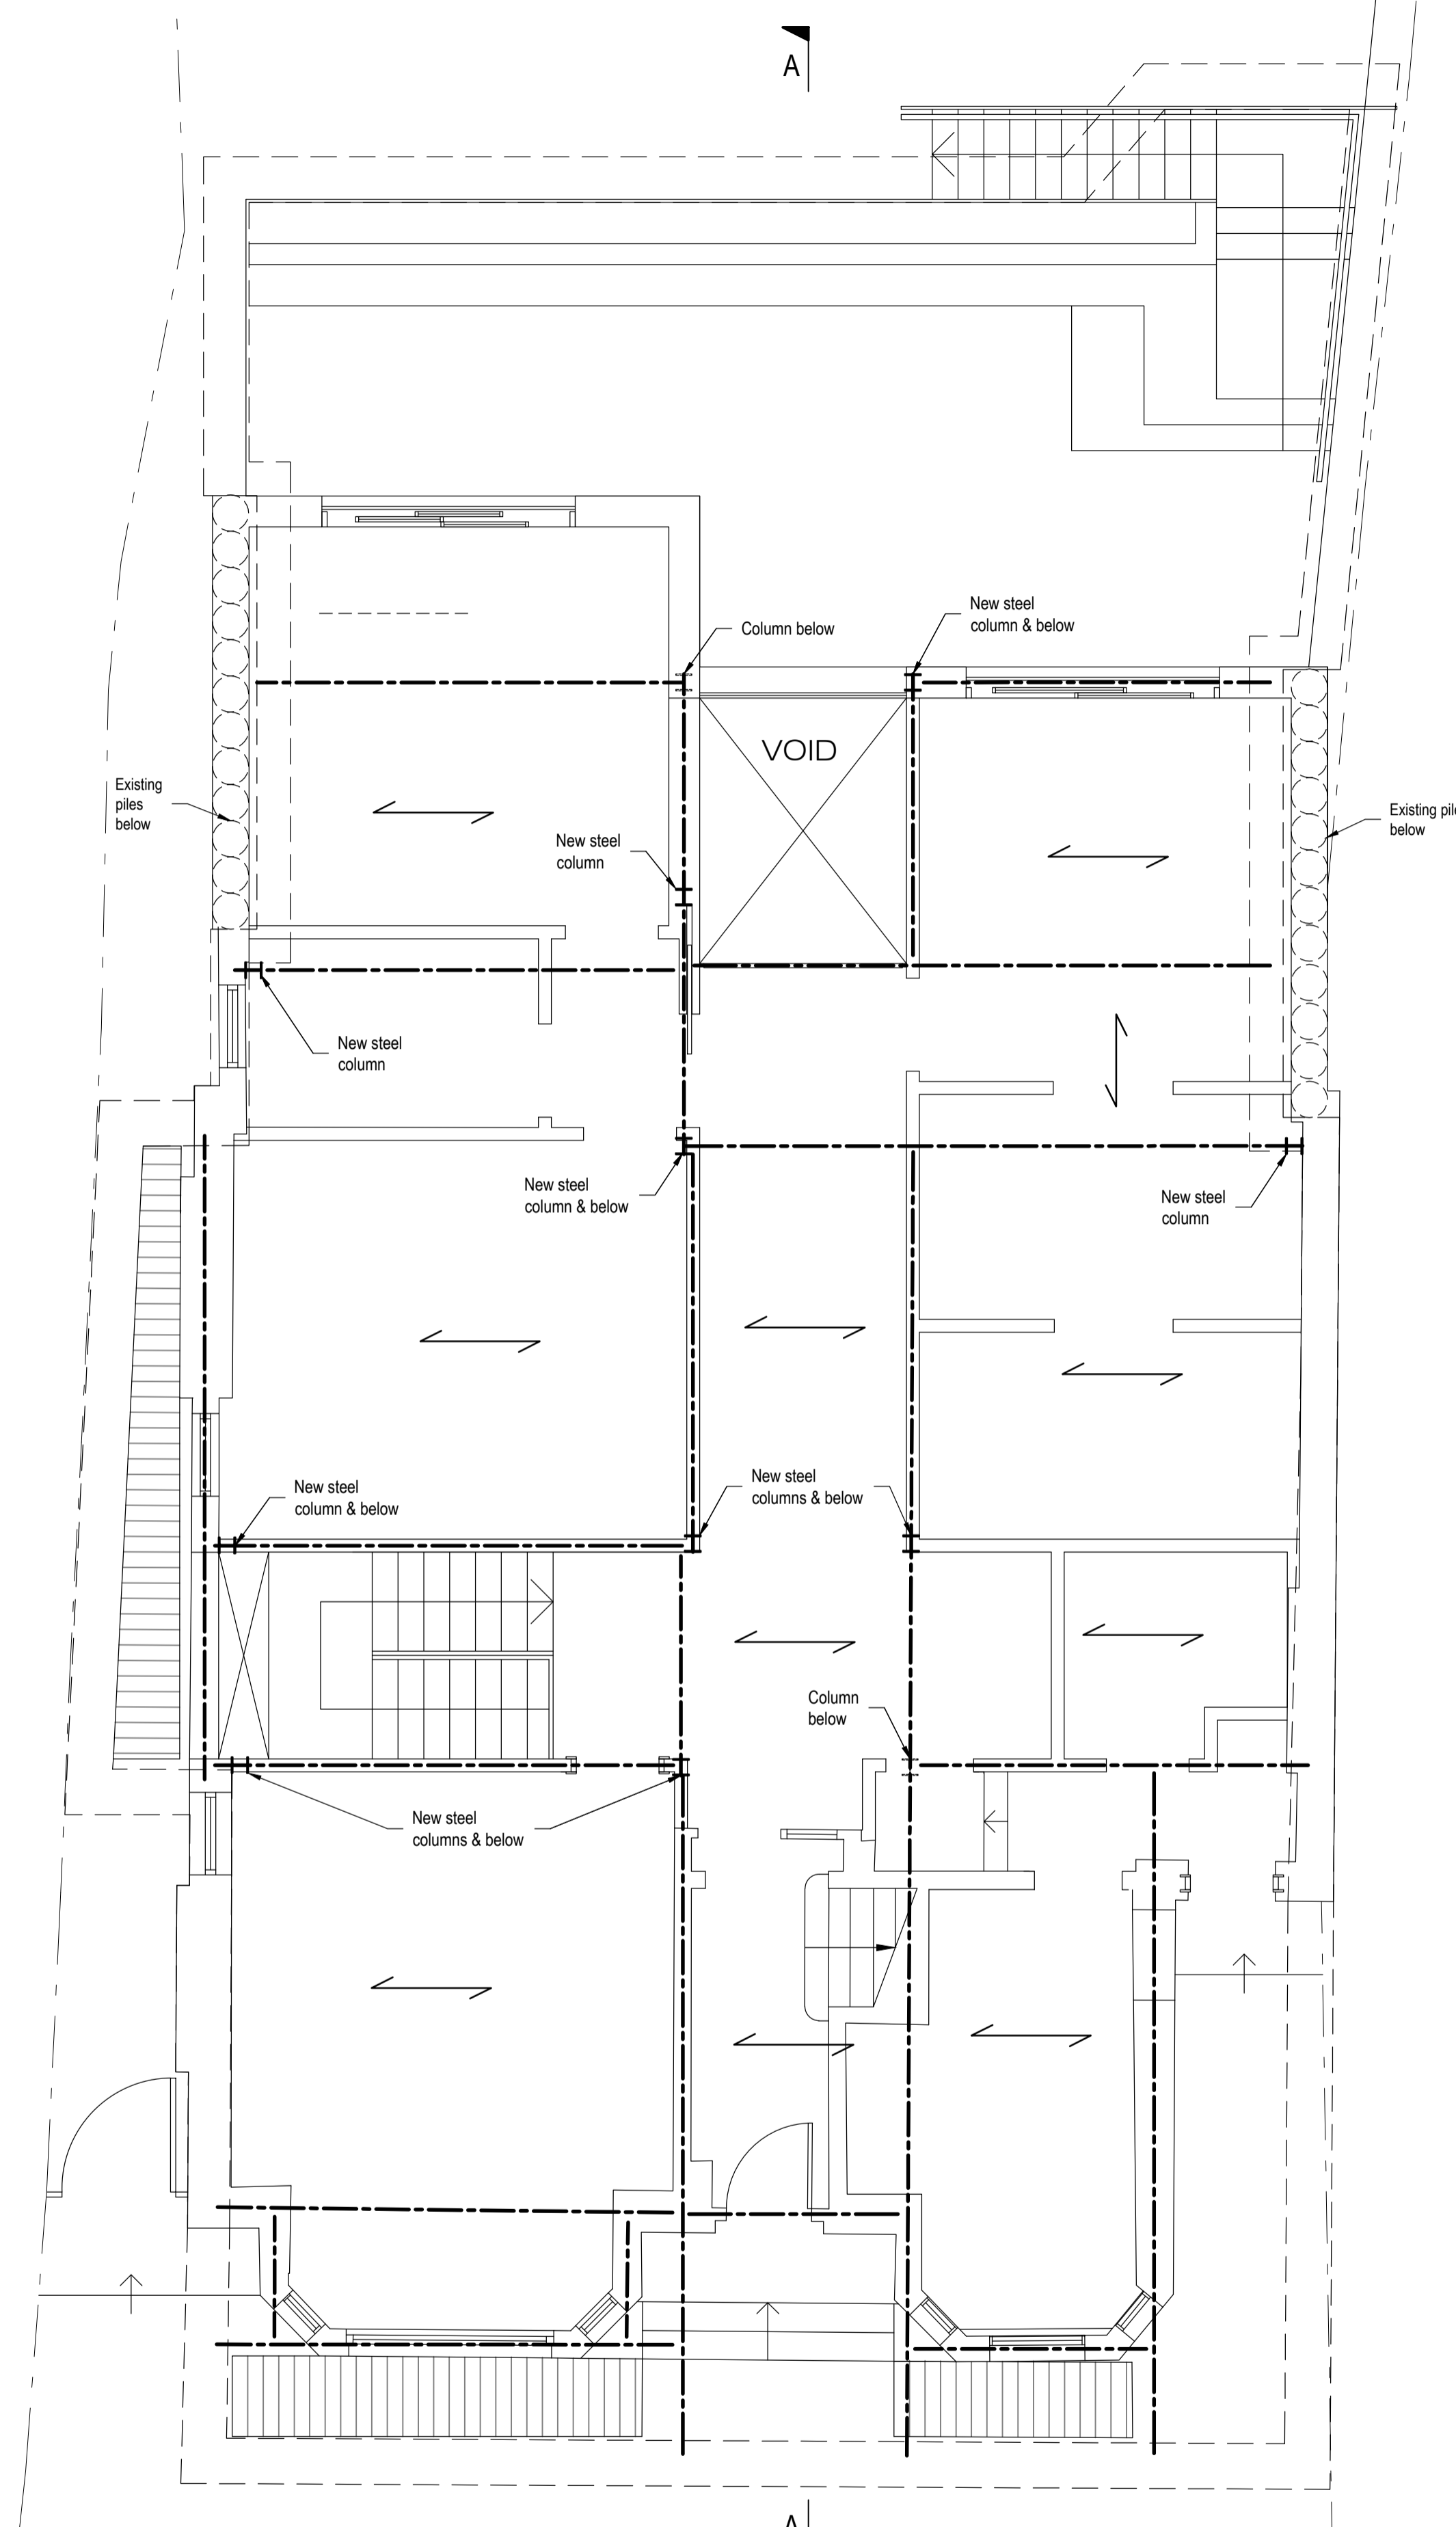 A
New steel
column & below
Column below
VOID
Existing
piles
below
Existing pile
below
New steel
column
New steel
column
New steel
column & below
New steel
column
New steel
columns & below
New steel
column & below
Column
below
New steel
columns & below
A